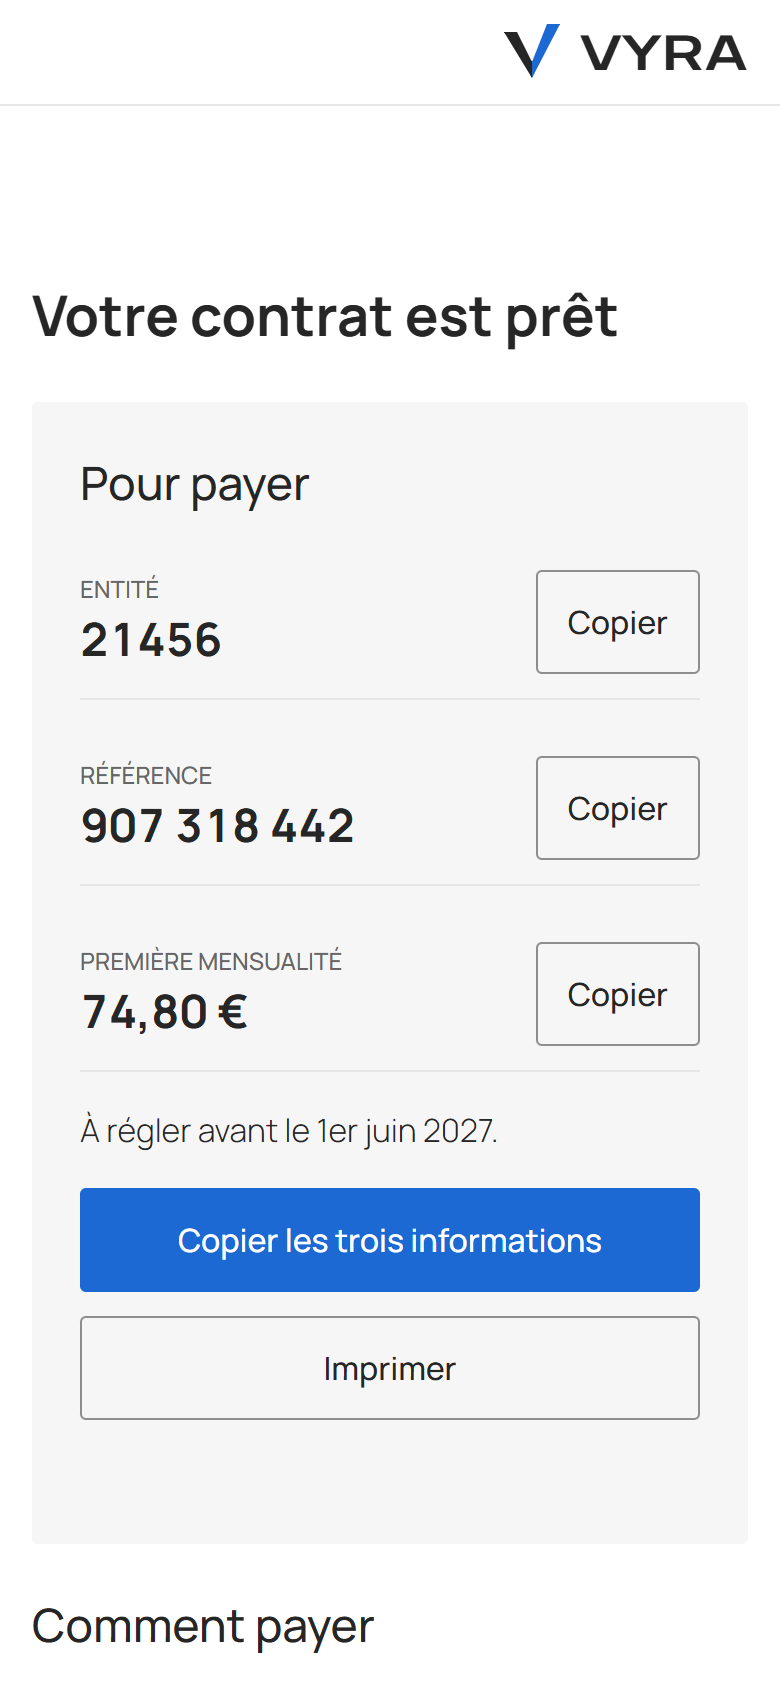 VYRA
Votre contrat est prêt
Pour payer
ENTITÉ
21456
Copier
RÉFÉRENCE
907 318 442
Copier
PREMIÈRE MENSUALITÉ
74,80 €
Copier
À régler avant le 1er juin 2027.
Copier les trois informations
Imprimer
Comment payer